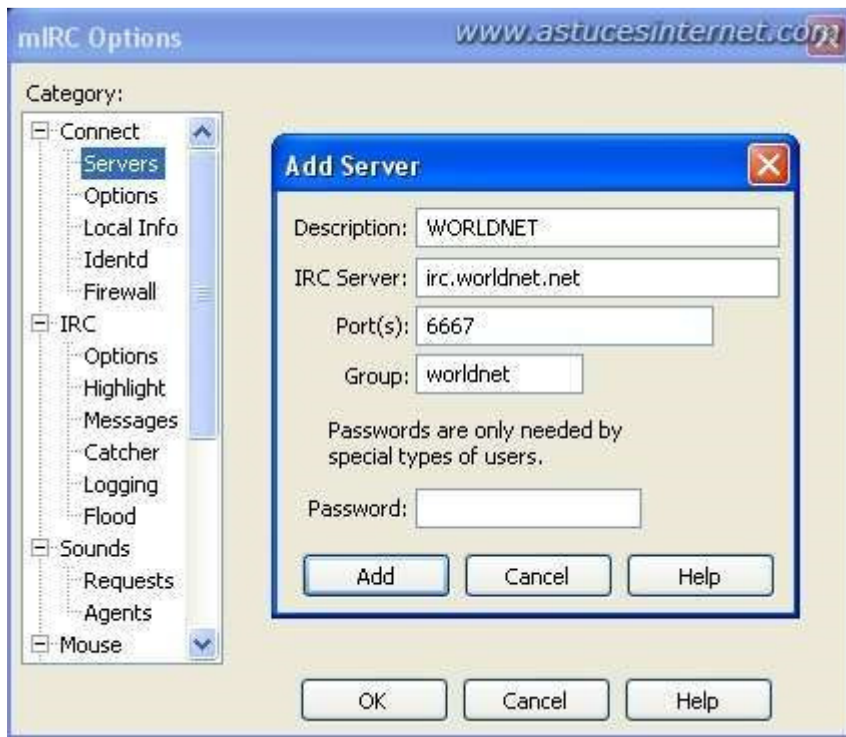 mIRC Options
www.astucesinternet.com
Category:
Connect
Servers
Options
Local Info
Identd
Firewall
IRC
Options
Highlight
Messages
Catcher
Logging
Flood
Sounds
Requests
Agents
Mouse
Add Server
Description: WORLDNET
IRC Server: irc.worldnet.net
Port(s): 6667
Group: worldnet
Passwords are only needed by
special types of users.
Password:
Add Cancel Help
OK Cancel Help